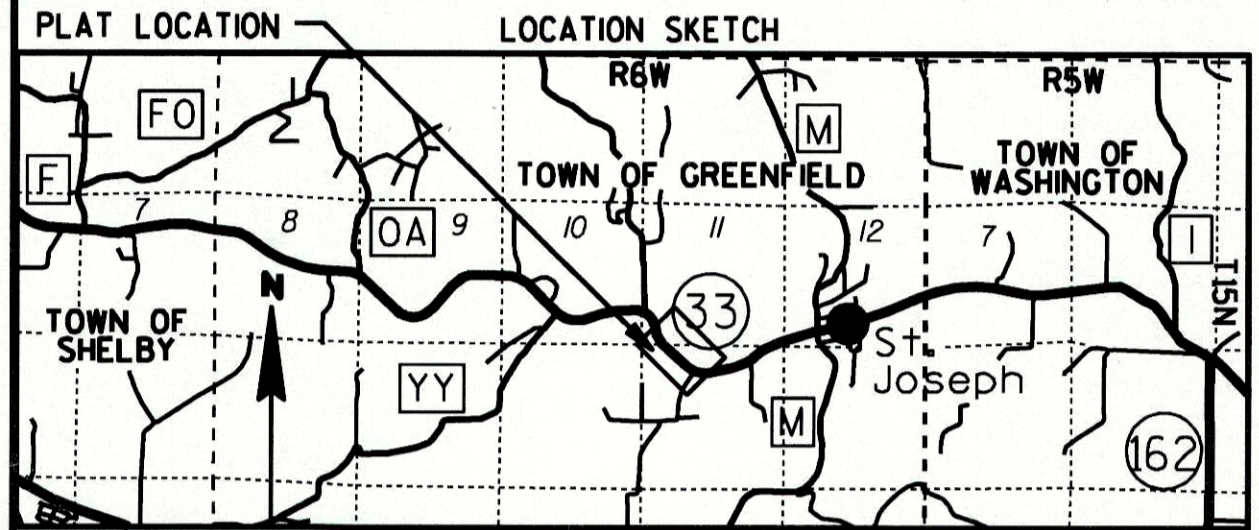 PLAT LOCATION
LOCATION SKETCH
R6W
R5W
FO
M
F
TOWN OF GREENFIELD
TOWN OF
WASHINGTON
7
8
OA
9
10
11
12
7
I
N
33
T15N
TOWN OF
SHELBY
St.
Joseph
YY
M
162